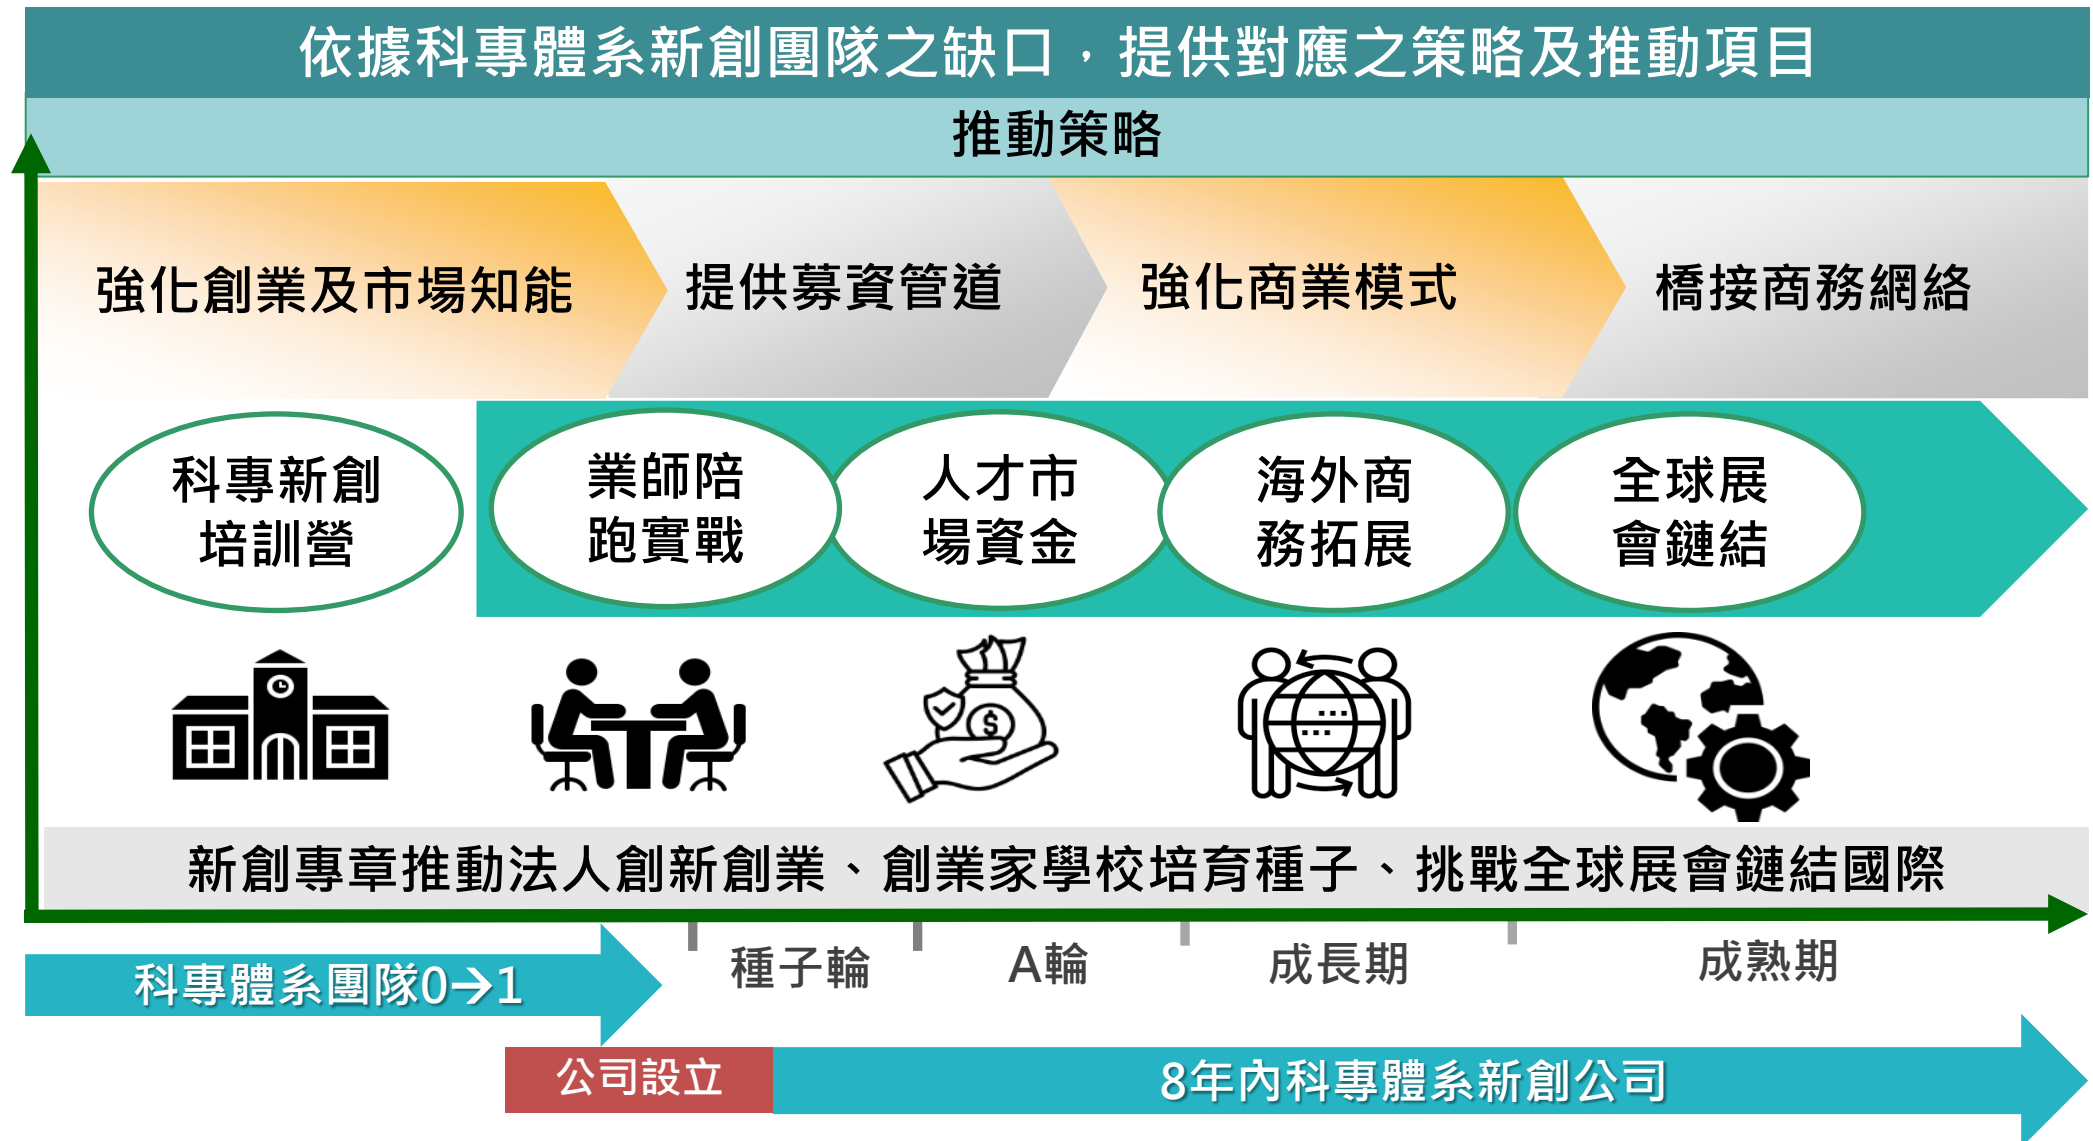 依據科專體系新創團隊之缺口，提供對應之策略及推動項目
推動策略
強化創業及市場知能
提供募資管道
強化商業模式
橋接商務網絡
科專新創
培訓營
業師陪
跑實戰
人才市
場資金
海外商
務拓展
全球展
會鏈結
新創專章推動法人創新創業、創業家學校培育種子、挑戰全球展會鏈結國際
科專體系團隊0→1
種子輪
A輪
成長期
成熟期
公司設立
8年內科專體系新創公司